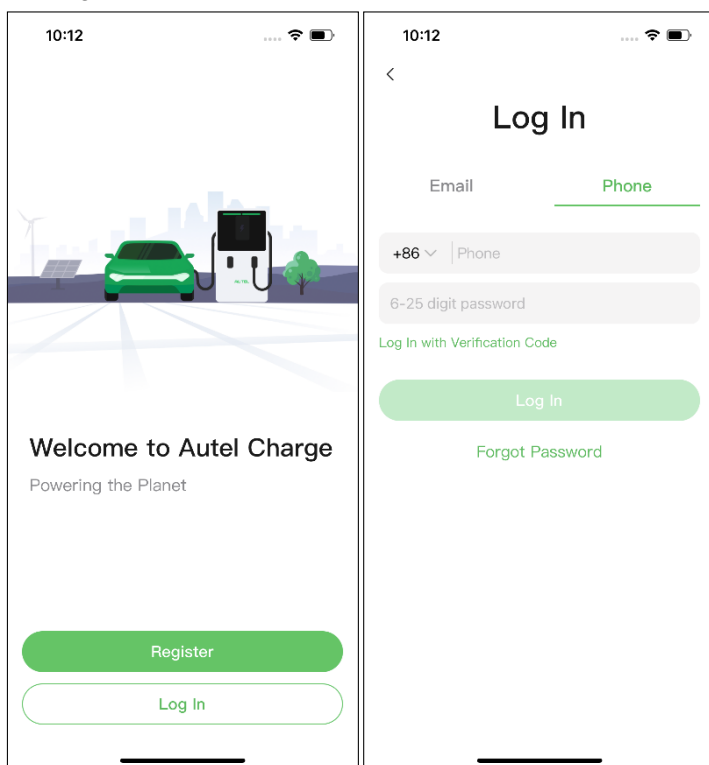 10:12
AUTEL
Welcome to Autel Charge
Powering the Planet
Register
Log In
10:12
Log In
Email Phone
+86 Phone
6-25 digit password
Log In with Verification Code
Log In
Forgot Password